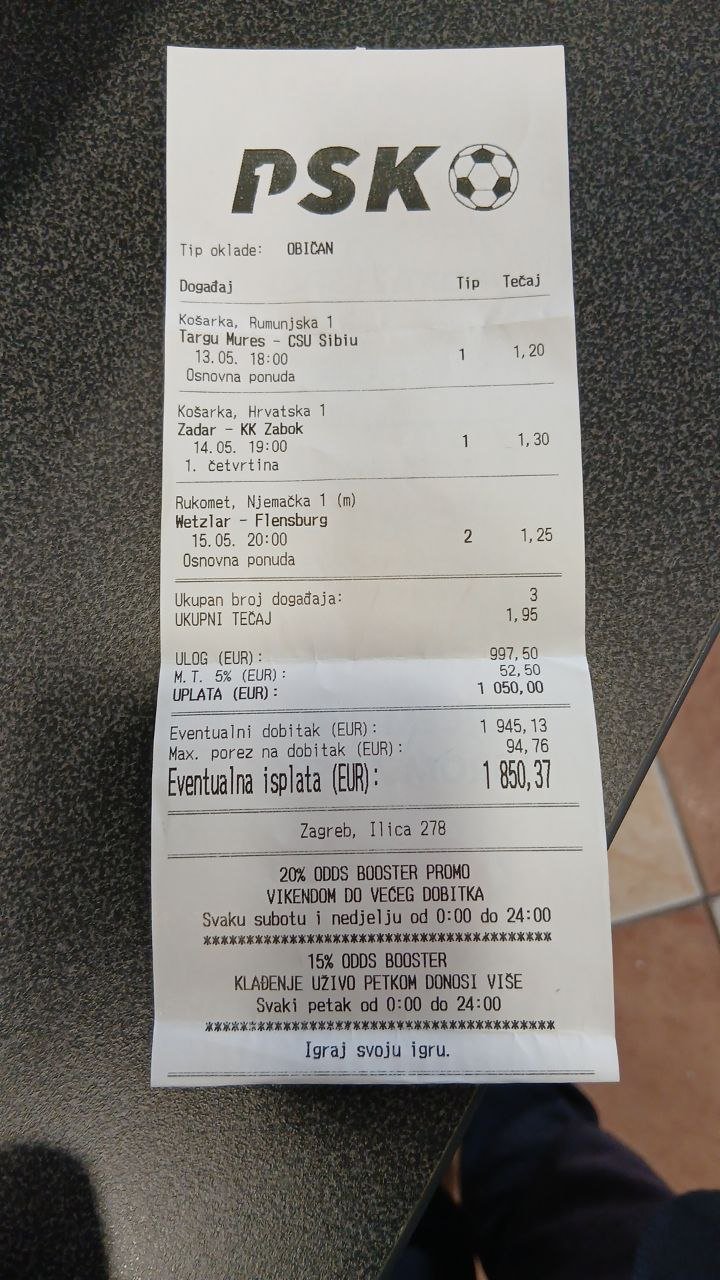 PSK
Tip oklade: OBIČAN
Događaj Tip Tečaj
Košarka, Rumunjska 1
Targu Mures - CSU Sibiu
13.05. 18:00 1 1,20
Osnovna ponuda
Košarka, Hrvatska 1
Zadar - KK Zabok
14.05. 19:00 1 1,30
1. četvrtina
Rukomet, Njemačka 1 (m)
Wetzlar - Flensburg
15.05. 20:00 2 1,25
Osnovna ponuda
Ukupan broj događaja: 3
UKUPNI TEČAJ 1,95
ULOG (EUR): 997,50
M.T. 5% (EUR): 52,50
UPLATA (EUR): 1 050,00
Eventualni dobitak (EUR): 1 945,13
Max. porez na dobitak (EUR): 94,76
Eventualna isplata (EUR): 1 850,37
Zagreb, Ilica 278
20% ODDS BOOSTER PROMO
VIKENDOM DO VEĆEG DOBITKA
Svaku subotu i nedjelju od 0:00 do 24:00
******************************************
15% ODDS BOOSTER
KLAĐENJE UŽIVO PETKOM DONOSI VIŠE
Svaki petak od 0:00 do 24:00
******************************************
Igraj svoju igru.